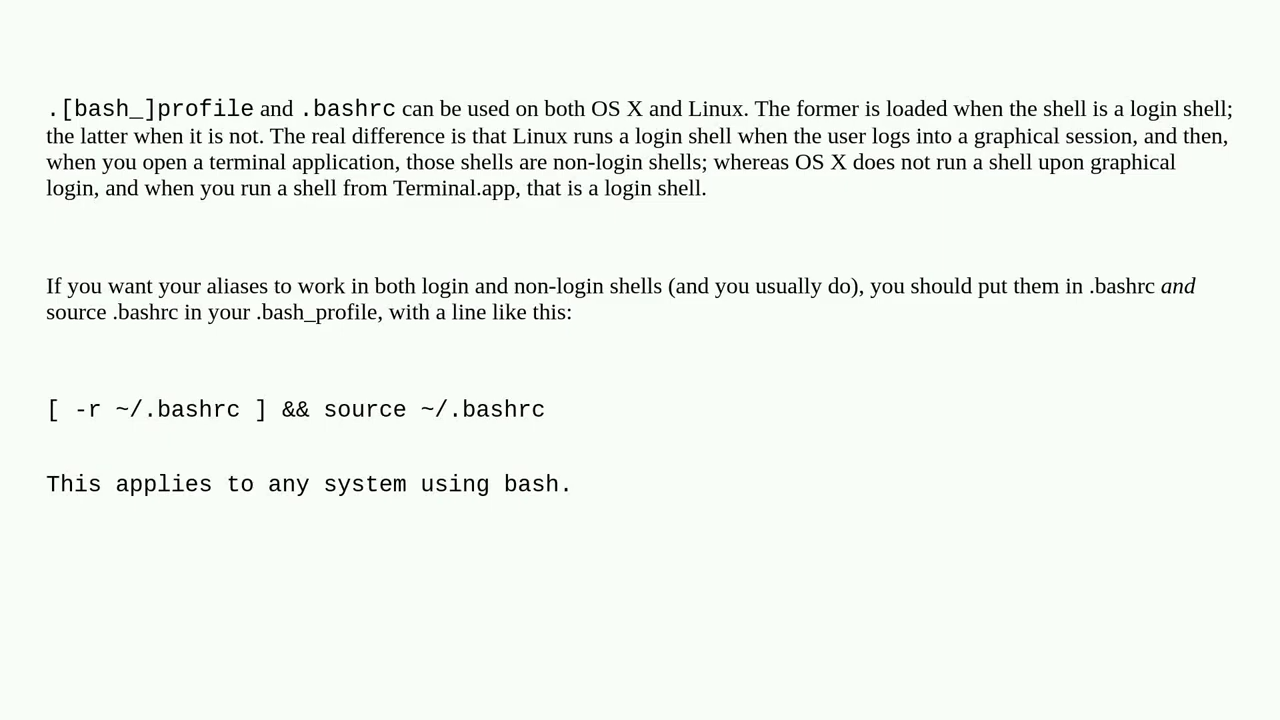 .[bash_]profile and .bashrc can be used on both OS X and Linux. The former is loaded when the shell is a login shell;
the latter when it is not. The real difference is that Linux runs a login shell when the user logs into a graphical session, and then,
when you open a terminal application, those shells are non-login shells; whereas OS X does not run a shell upon graphical
login, and when you run a shell from Terminal.app, that is a login shell.
If you want your aliases to work in both login and non-login shells (and you usually do), you should put them in .bashrc and
source .bashrc in your .bash_profile, with a line like this:
[ -r ~/.bashrc ] && source ~/.bashrc
This applies to any system using bash.